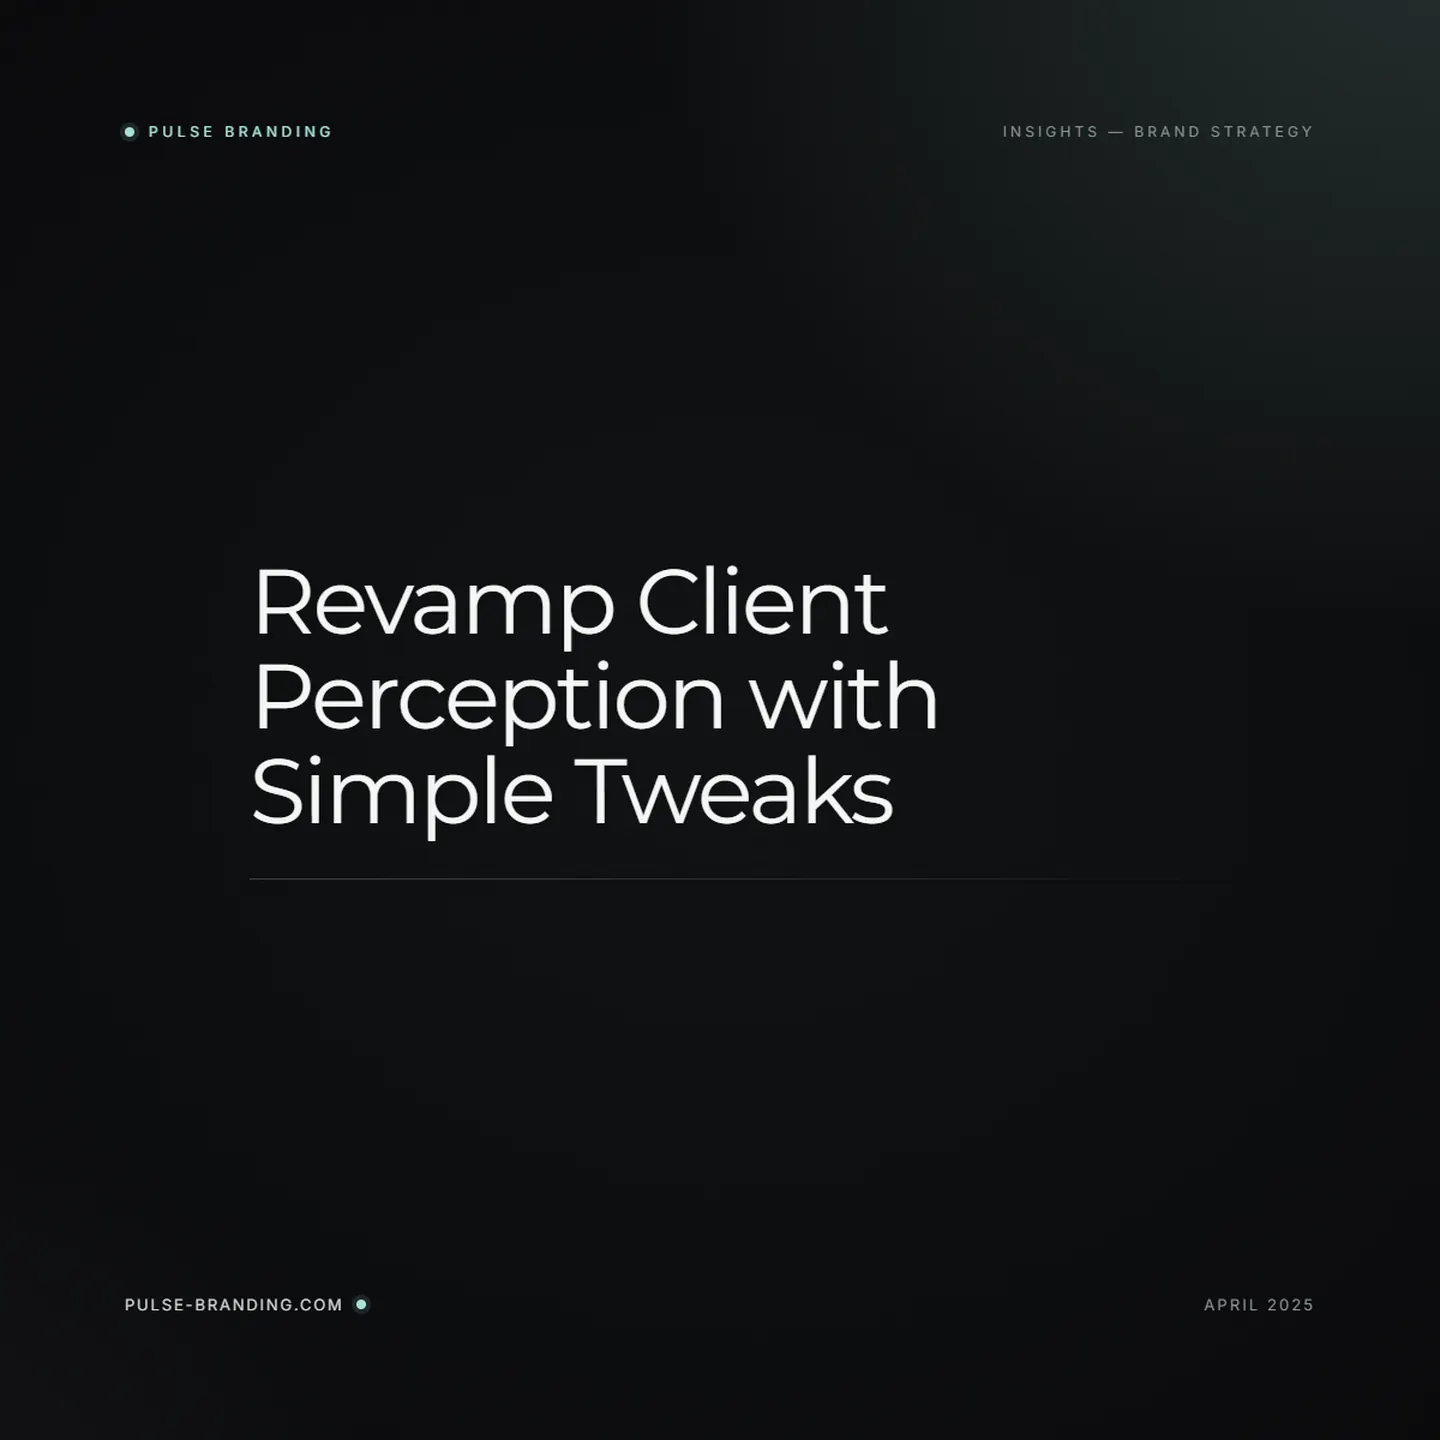 PULSE BRANDING
INSIGHTS — BRAND STRATEGY
Revamp Client
Perception with
Simple Tweaks
PULSE-BRANDING.COM
APRIL 2025